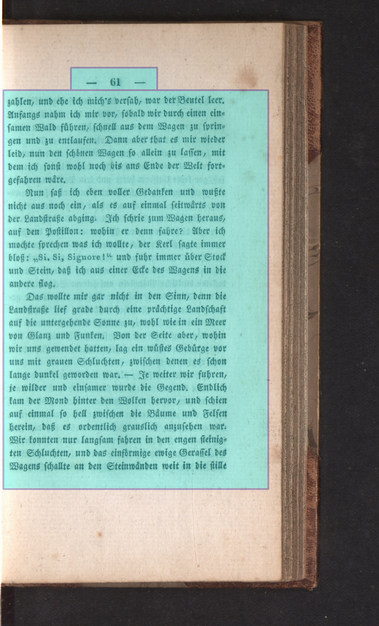 — 61 —
zahlen, und ehe ich mich's versah, war der Beutel leer.
Anfangs nahm ich mir vor, sobald wir durch einen ein-
samen Wald führen, schnell aus dem Wagen zu sprin-
gen und zu entlaufen. Dann aber that es mir wieder
leid, nun den schönen Wagen so allein zu lassen, mit
dem ich sonst wohl noch bis ans Ende der Welt fort-
gefahren wäre.
Nun saß ich eben voller Gedanken und wußte
nicht aus noch ein, als es auf einmal seitwärts von
der Landstraße abging. Ich schrie zum Wagen heraus,
auf den Postillon: wohin er denn fahre? Aber ich
mochte sprechen was ich wollte, der Kerl sagte immer
bloß: „Si, Si, Signore!“ und fuhr immer über Stock
und Stein, daß ich aus einer Ecke des Wagens in die
andere flog.
Das wollte mir gar nicht in den Sinn, denn die
Landstraße lief grade durch eine prächtige Landschaft
auf die untergehende Sonne zu, wohl wie in ein Meer
von Glanz und Funken. Von der Seite aber, wohin
wir uns gewendet hatten, lag ein wüstes Gebürge vor
uns mit grauen Schluchten, zwischen denen es schon
lange dunkel geworden war. — Je weiter wir fuhren,
je wilder und einsamer wurde die Gegend. Endlich
kam der Mond hinter den Wolken hervor, und schien
auf einmal so hell zwischen die Bäume und Felsen
herein, daß es ordentlich grauslich anzusehen war.
Wir konnten nur langsam fahren in den engen steinig-
ten Schluchten, und das einförmige ewige Gerassel des
Wagens schallte an den Steinwänden weit in die stille